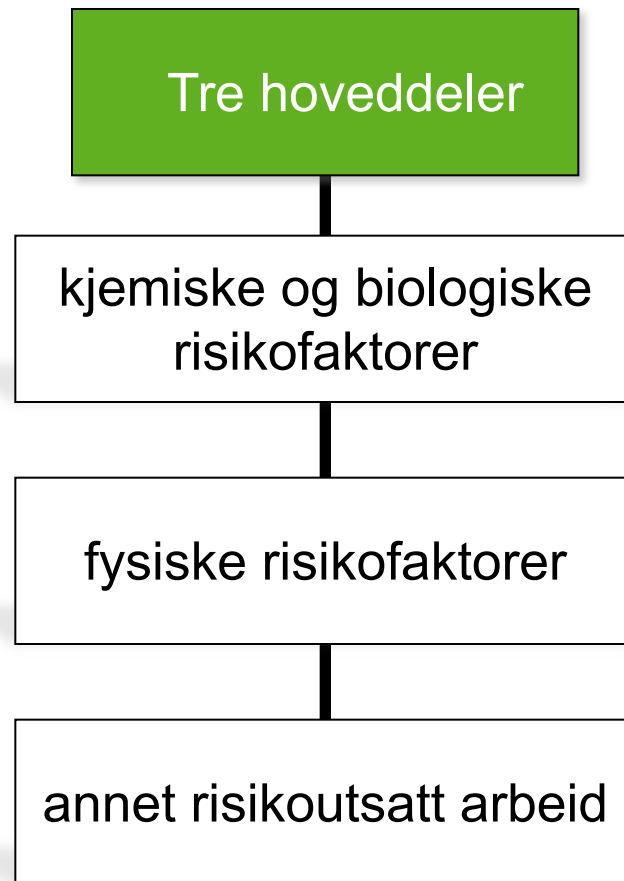 Tre hoveddeler
kjemiske og biologiske
risikofaktorer
fysiske risikofaktorer
annet risikoutsatt arbeid